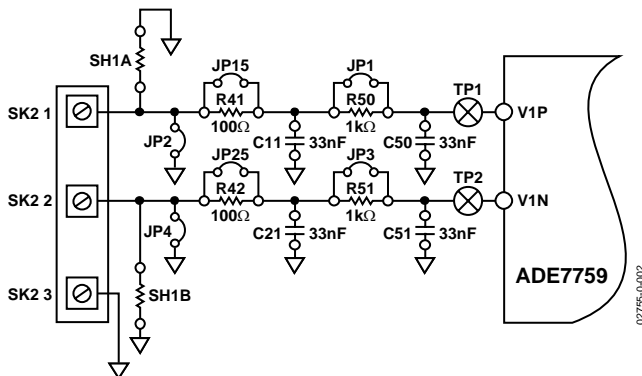 SH1A
JP15
JP1
TP1
SK2 1
R41
R50
V1P
100Ω
1kΩ
JP2
C11
33nF
C50
33nF
JP25
JP3
TP2
SK2 2
R42
R51
V1N
100Ω
1kΩ
JP4
C21
33nF
C51
33nF
ADE7759
SK2 3
SH1B
02755-0-002